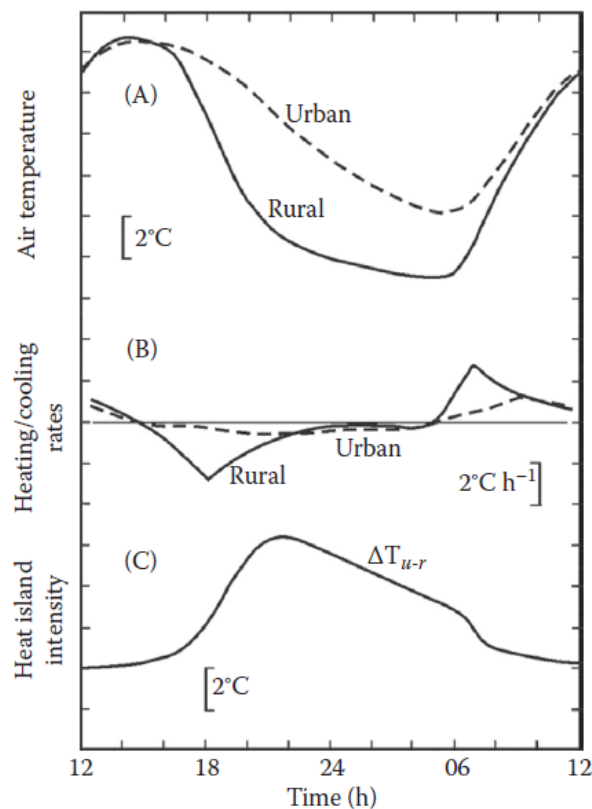 (A)
Urban
Rural
2°C
Air temperature
(B)
Urban
Rural
2°C h⁻¹
Heating/cooling
rates
(C)
ΔTu-r
2°C
Heat island
intensity
12 18 24 06 12
Time (h)